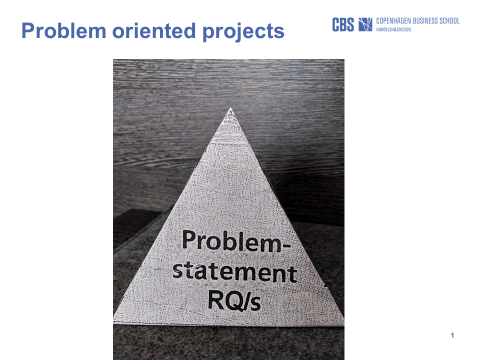 Problem oriented projects
CBS COPENHAGEN BUSINESS SCHOOL
HANDELSHØJSKOLEN
Problem-
statement
RQ/s
1